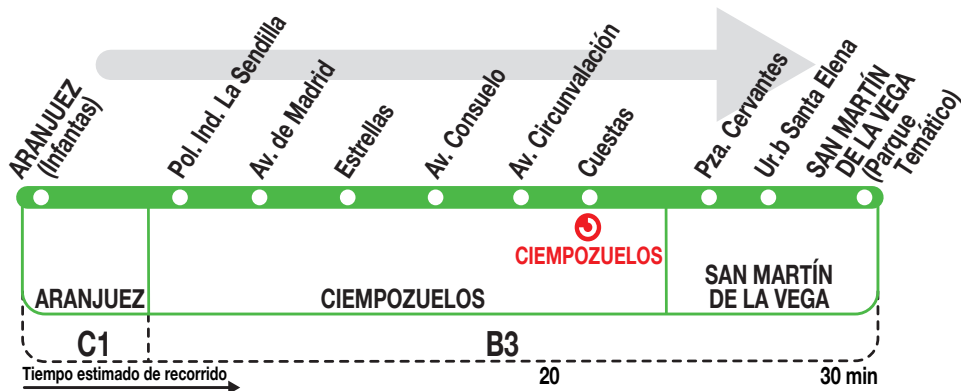 ARANJUEZ
(Infantas)
Pol. Ind. La Sendilla
Av. de Madrid
Estrellas
Av. Consuelo
Av. Circunvalación
Cuestas
Pza. Cervantes
Ur.b Santa Elena
SAN MARTÍN
DE LA VEGA
(Parque
Temático)
CIEMPOZUELOS
ARANJUEZ
CIEMPOZUELOS
SAN MARTÍN
DE LA VEGA
C1
B3
Tiempo estimado de recorrido
20
30 min